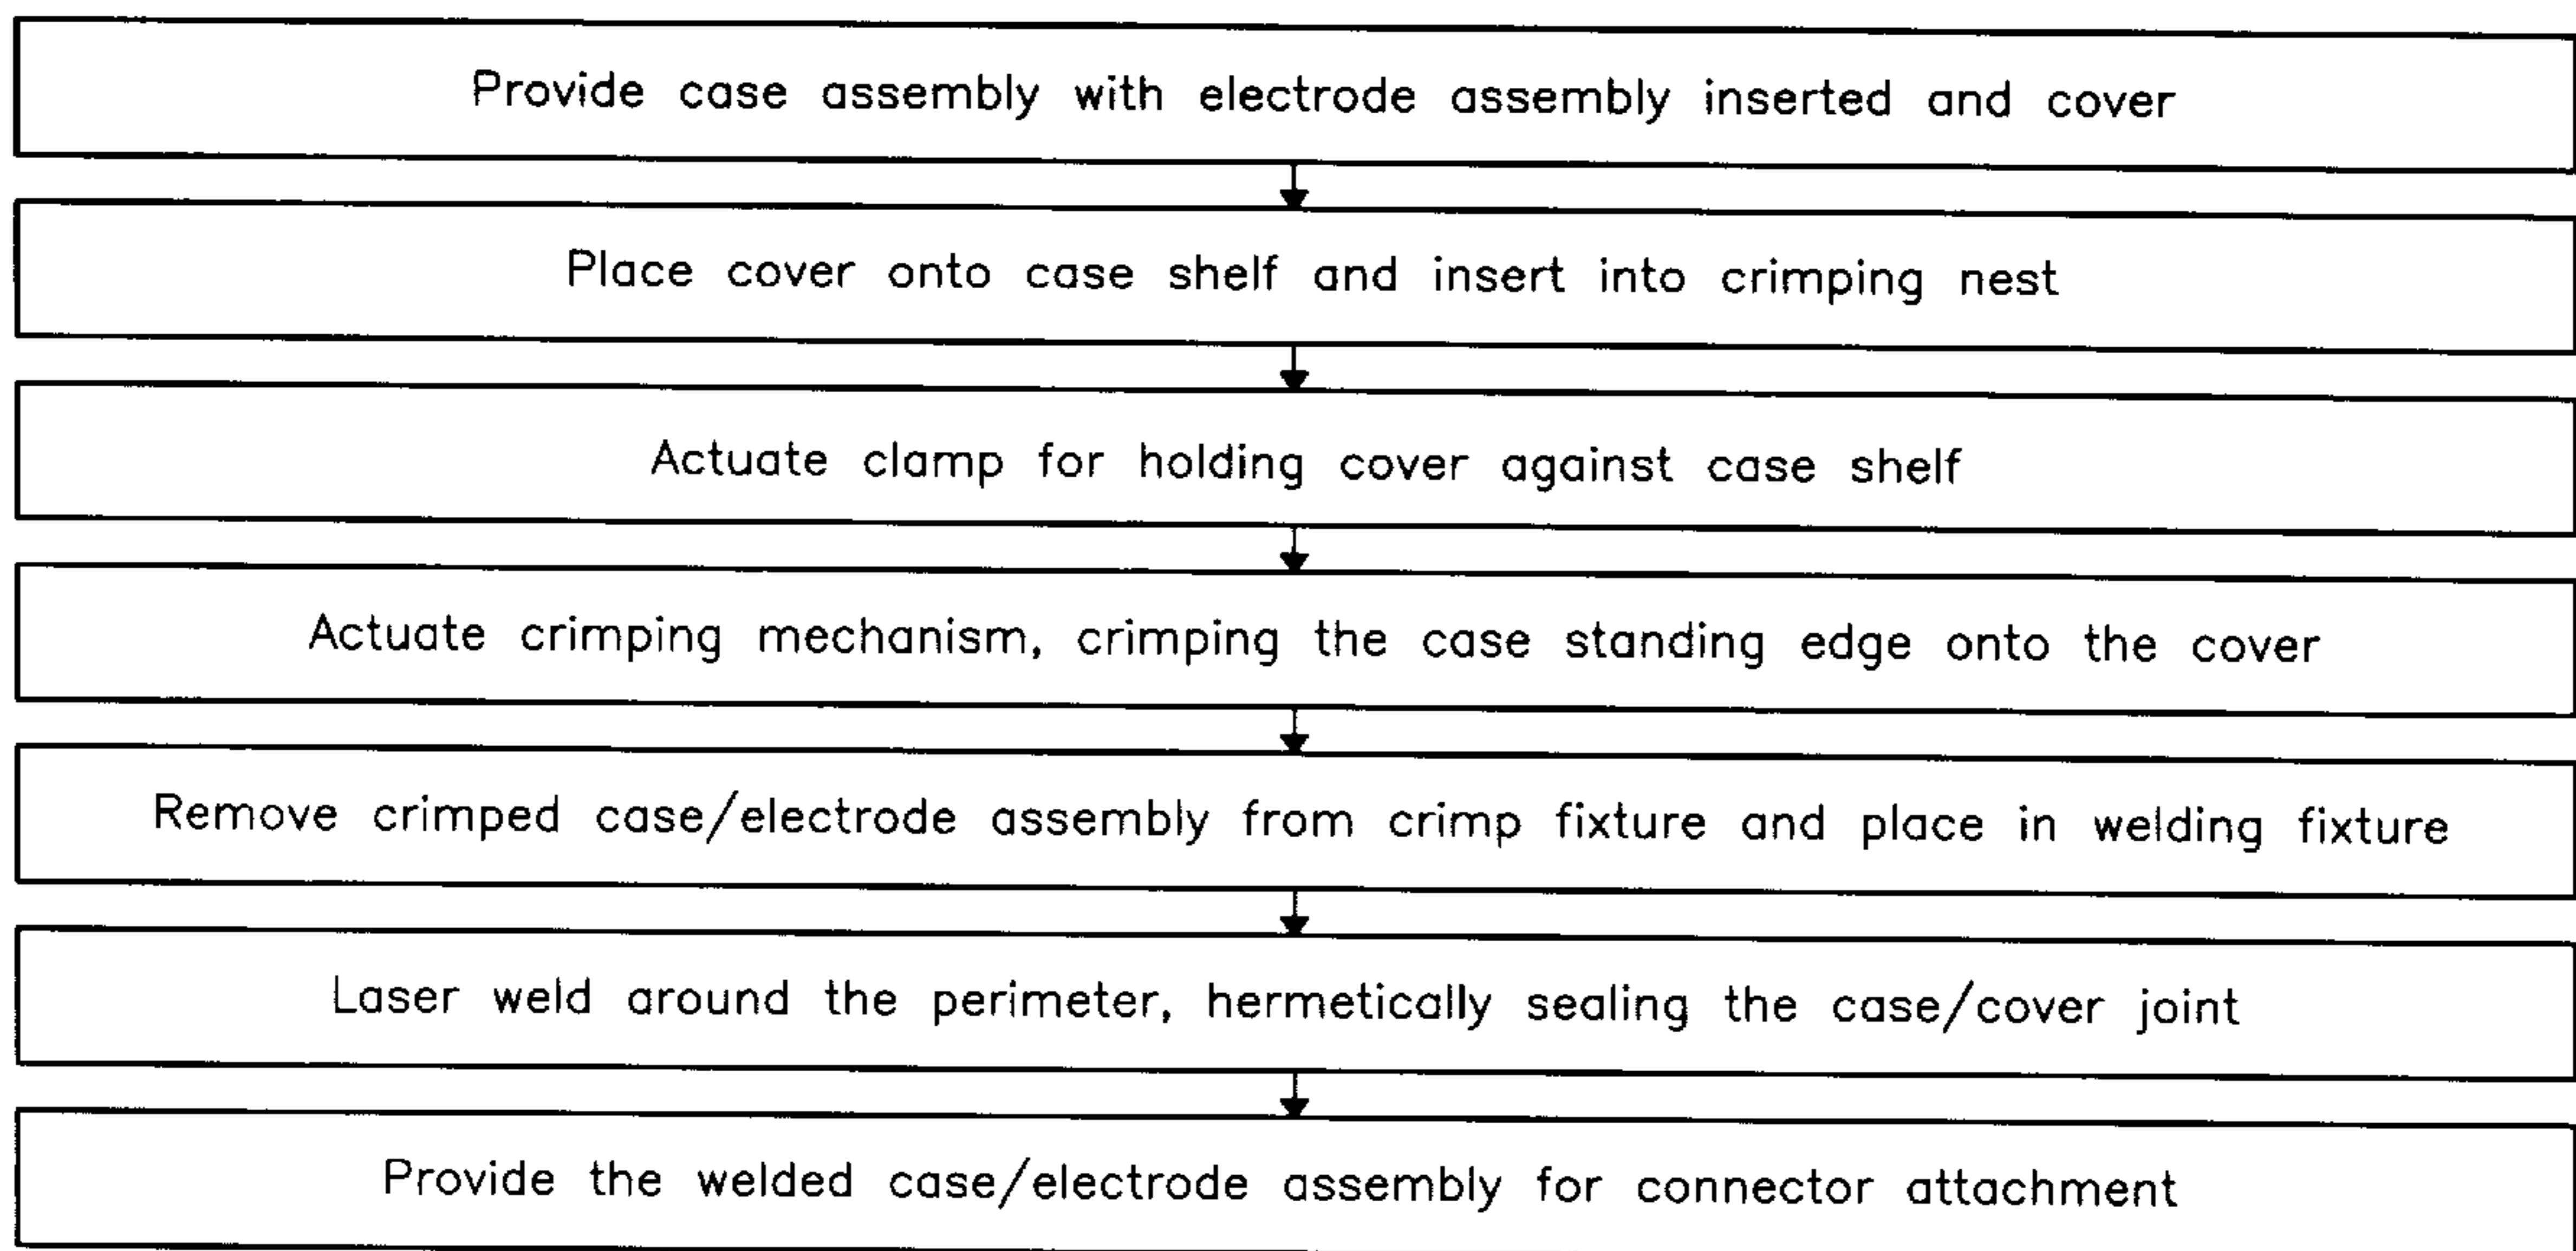 Provide case assembly with electrode assembly inserted and cover
Place cover onto case shelf and insert into crimping nest
Actuate clamp for holding cover against case shelf
Actuate crimping mechanism, crimping the case standing edge onto the cover
Remove crimped case/electrode assembly from crimp fixture and place in welding fixture
Laser weld around the perimeter, hermetically sealing the case/cover joint
Provide the welded case/electrode assembly for connector attachment